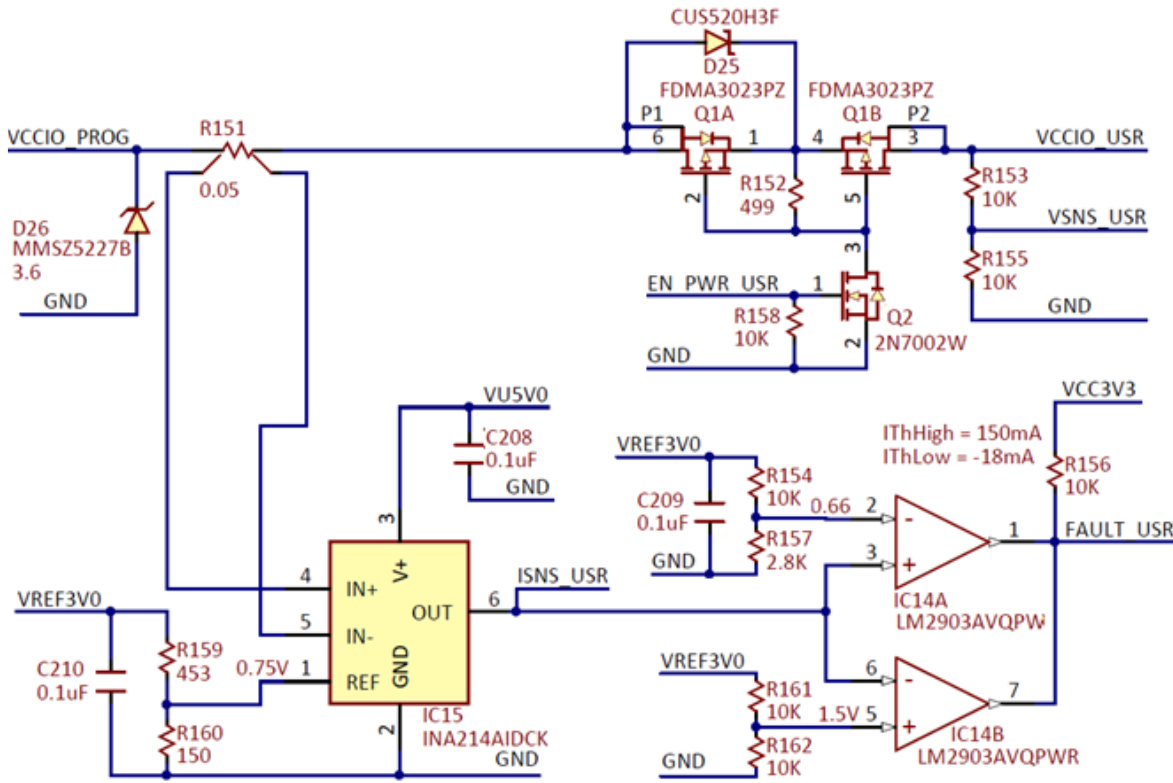 CUS520H3F
D25
FDMA3023PZ
FDMA3023PZ
P1
Q1A
Q1B
P2
VCCIO_PROG
R151
6
1
4
3
VCCIO_USR
0.05
R152
499
2
5
R153
10K
D26
MMSZ5227B
3.6
3
VSNS_USR
R155
10K
GND
EN_PWR_USR
1
R158
10K
Q2
2N7002W
2
GND
GND
VU5V0
VCC3V3
C208
0.1uF
GND
IThHigh = 150mA
IThLow = -18mA
R156
10K
VREF3V0
R154
10K
C209
0.1uF
0.66
2
-
1
FAULT_USR
3
V+
R157
2.8K
3
+
GND
IC14A
LM2903AVQPW
4
IN+
ISNS_USR
OUT
6
VREF3V0
5
IN-
R159
453
C210
0.1uF
0.75V
1
REF
GND
VREF3V0
6
-
7
R161
10K
1.5V
5
+
R160
150
2
IC15
INA214AIDCK
R162
10K
IC14B
LM2903AVQPWR
GND
GND